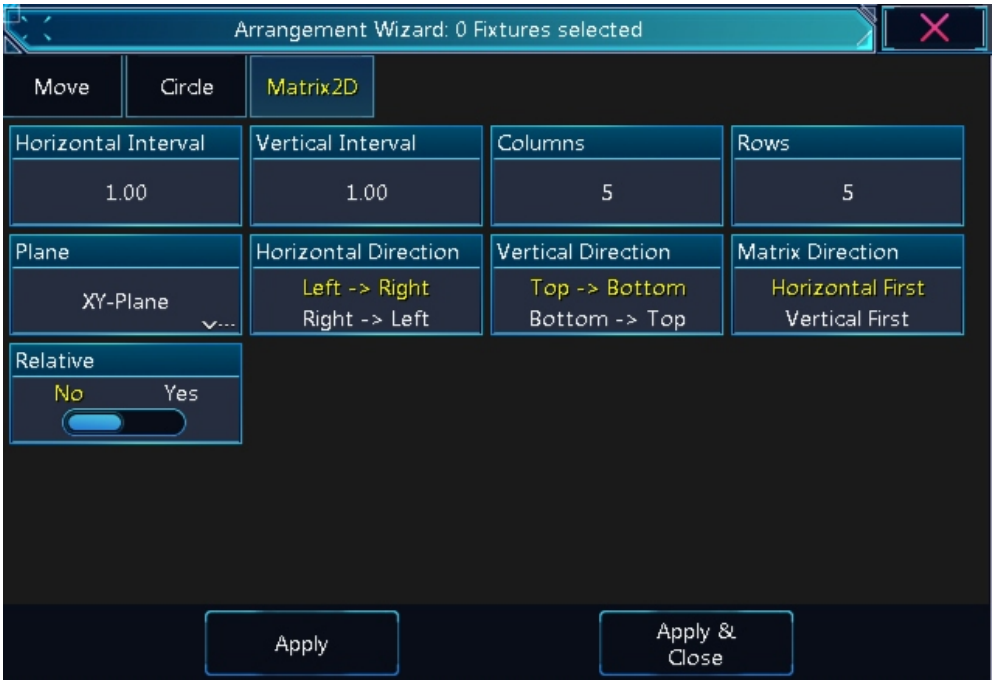 Arrangement Wizard: 0 Fixtures selected
Move Circle Matrix2D
Horizontal Interval Vertical Interval Columns Rows
1.00 1.00 5 5
Plane Horizontal Direction Vertical Direction Matrix Direction
XY-Plane
Left -> Right Top -> Bottom Horizontal First
Right -> Left Bottom -> Top Vertical First
Relative
No Yes
Apply Apply &
Close